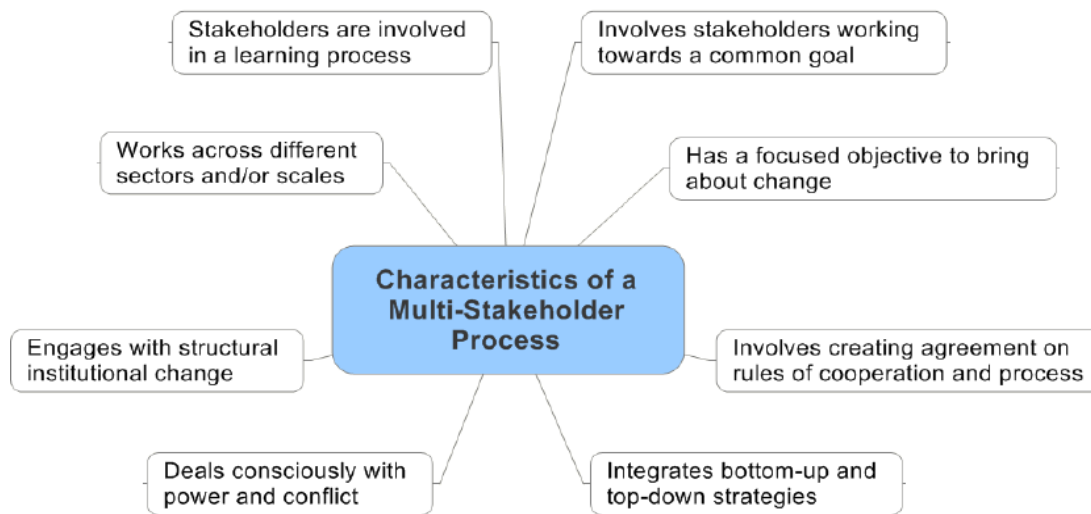 Stakeholders are involved
in a learning process
Involves stakeholders working
towards a common goal
Works across different
sectors and/or scales
Has a focused objective to bring
about change
Characteristics of a
Multi-Stakeholder
Process
Engages with structural
institutional change
Involves creating agreement on
rules of cooperation and process
Deals consciously with
power and conflict
Integrates bottom-up and
top-down strategies